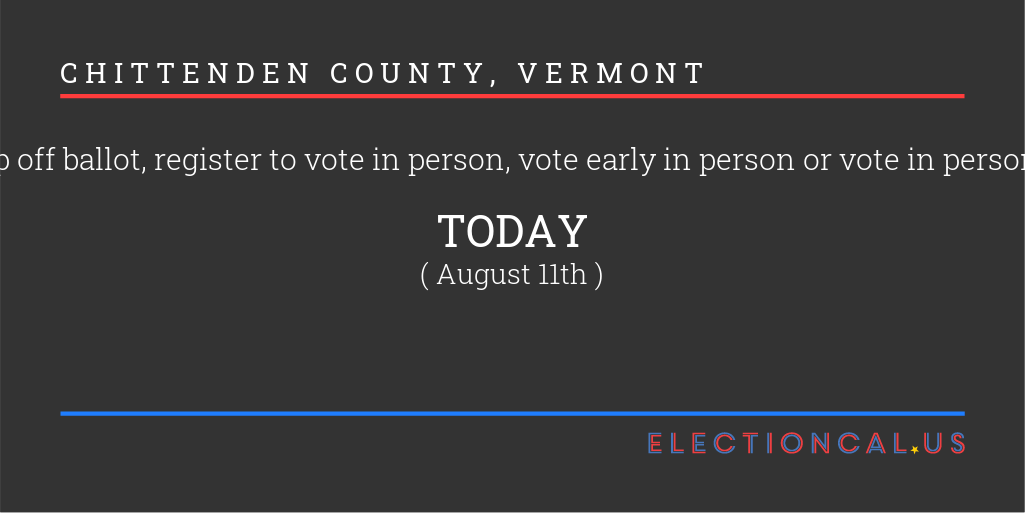 CHITTENDEN COUNTY, VERMONT
off ballot, register to vote in person, vote early in person or vote in person
TODAY
( August 11th )
ELECTIONCAL.US